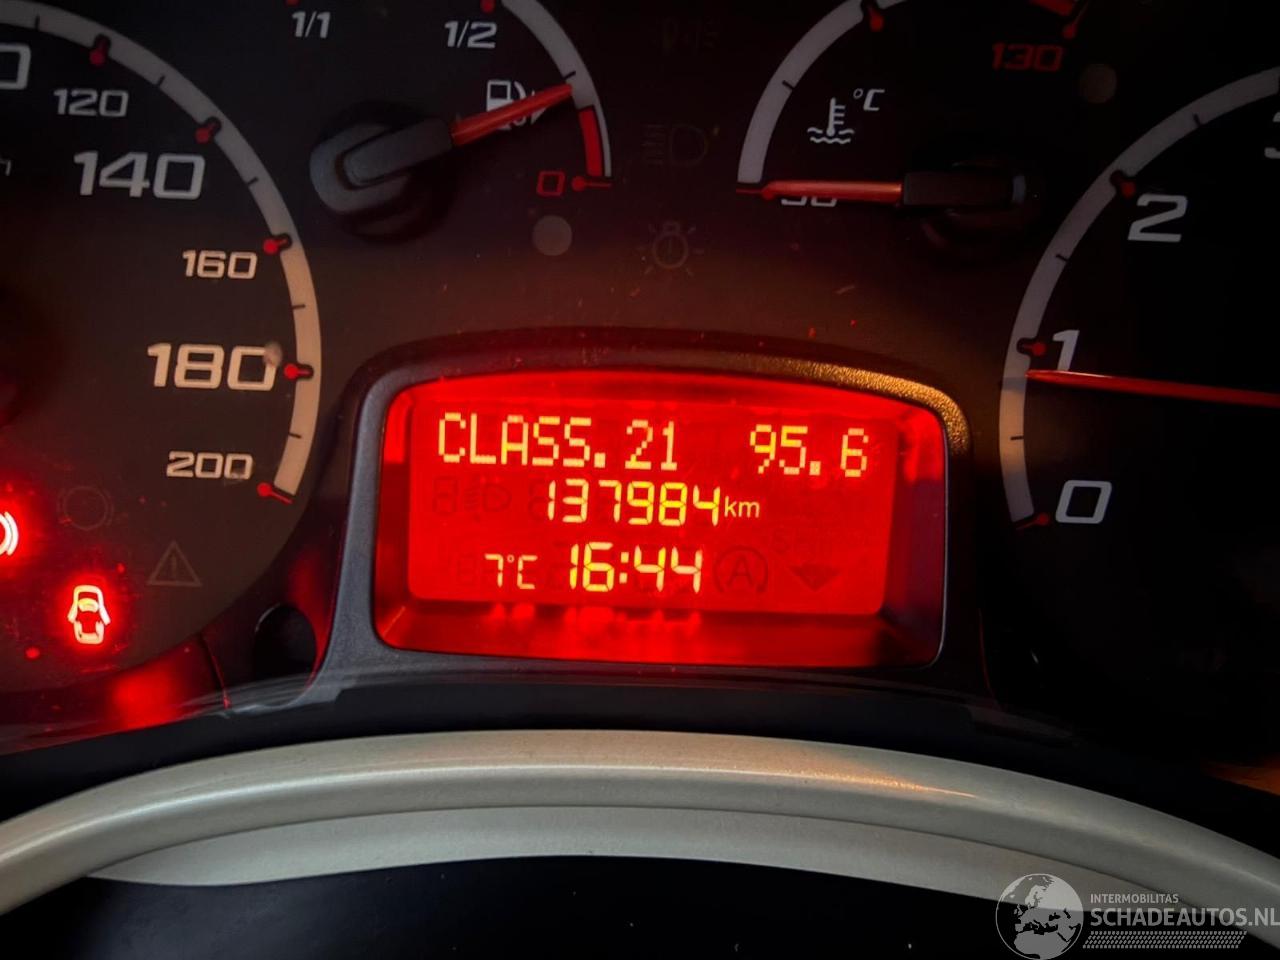 1/1
1/2
130
120
°C
140
0
2
160
1
180
200
0
CLASS.21 95.6
137984km
7°C 16:44
INTERMOBILITAS
SCHADEAUTOS.NL